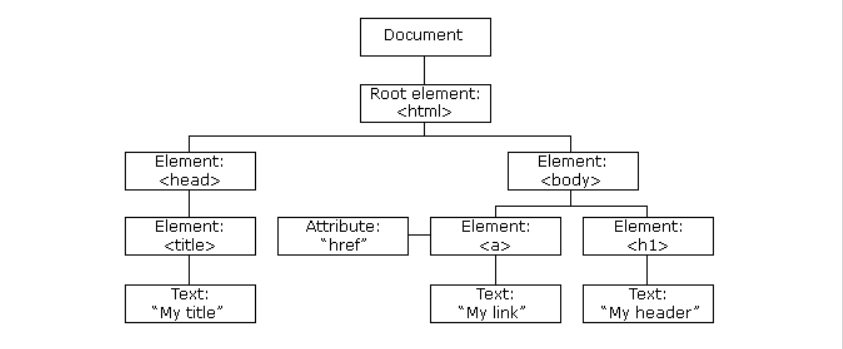 Document
Root element:
<html>
Element:
<head>
Element:
<body>
Element:
<title>
Attribute:
“href”
Element:
<a>
Element:
<h1>
Text:
“My title”
Text:
“My link”
Text:
“My header”